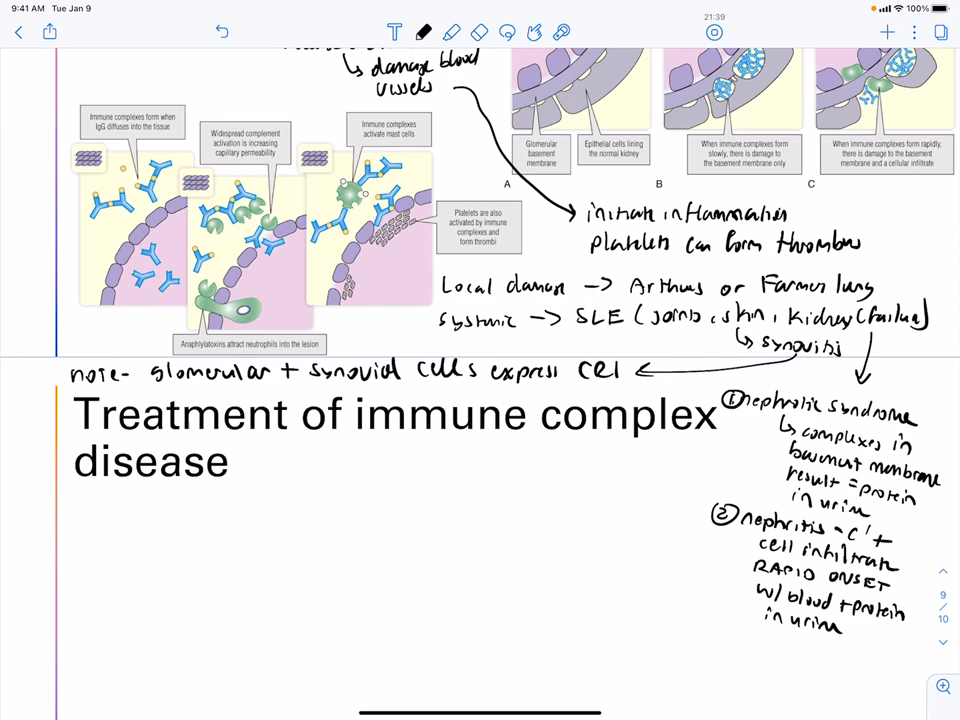 9:41 AM Tue Jan 9
100%
21:39
↳ damage blood
vessels
Immune complexes form when
IgG diffuses into the tissue
Widespread complement
activation is increasing
capillary permeability
Immune complexes
activate mast cells
Platelets are also
activated by immune
complexes and
form thrombi
Anaphylatoxins attract neutrophils into the lesion
Glomerular
basement
membrane
Epithelial cells lining
the normal kidney
When immune complexes form
slowly, there is damage to
the basement membrane only
When immune complexes form rapidly,
there is damage to the basement
membrane and a cellular infiltrate
A
B
C
initiate inflammation
platelets can form thrombus
Local damage → Arthus or Farmers lung
systemic → SLE (joints, skin, kidney (failure)
↳ synovitis
note- glomerular + synovial cells express
Treatment of immune complex
disease
① nephrotic syndrome
↳ complexes in
basement membrane
result = protein
in urine
② nephritis - C' +
cell infiltrate
RAPID ONSET
w/ blood + protein
in urine
9
/
10